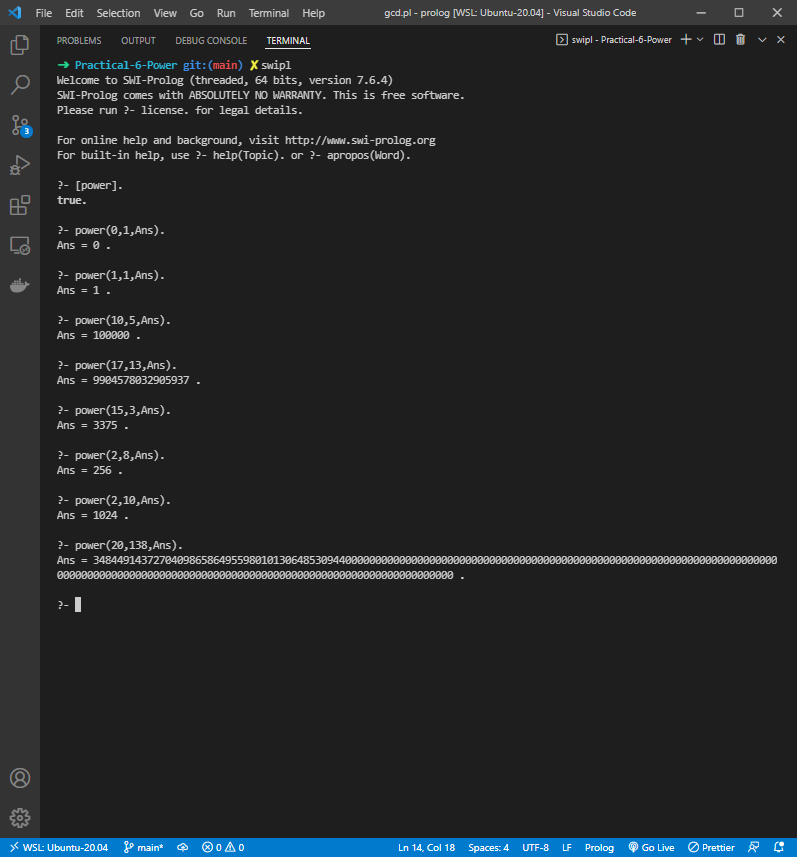 File Edit Selection View Go Run Terminal Help gcd.pl - prolog [WSL: Ubuntu-20.04] - Visual Studio Code
PROBLEMS OUTPUT DEBUG CONSOLE TERMINAL swipl - Practical-6-Power
➜ Practical-6-Power git:(main) ✗ swipl
Welcome to SWI-Prolog (threaded, 64 bits, version 7.6.4)
SWI-Prolog comes with ABSOLUTELY NO WARRANTY. This is free software.
Please run ?- license. for legal details.
For online help and background, visit http://www.swi-prolog.org
For built-in help, use ?- help(Topic). or ?- apropos(Word).
?- [power].
true.
?- power(0,1,Ans).
Ans = 0 .
?- power(1,1,Ans).
Ans = 1 .
?- power(10,5,Ans).
Ans = 100000 .
?- power(17,13,Ans).
Ans = 9904578032905937 .
?- power(15,3,Ans).
Ans = 3375 .
?- power(2,8,Ans).
Ans = 256 .
?- power(2,10,Ans).
Ans = 1024 .
?- power(20,138,Ans).
Ans = 348449143727040986586495598010130648530944000000000000000000000000000000000000000000000000000000000000000000000000
000000000000000000000000000000000000000000000000000000000000000000 .
?-
3
WSL: Ubuntu-20.04 main* 0 0 Ln 14, Col 18 Spaces: 4 UTF-8 LF Prolog Go Live Prettier